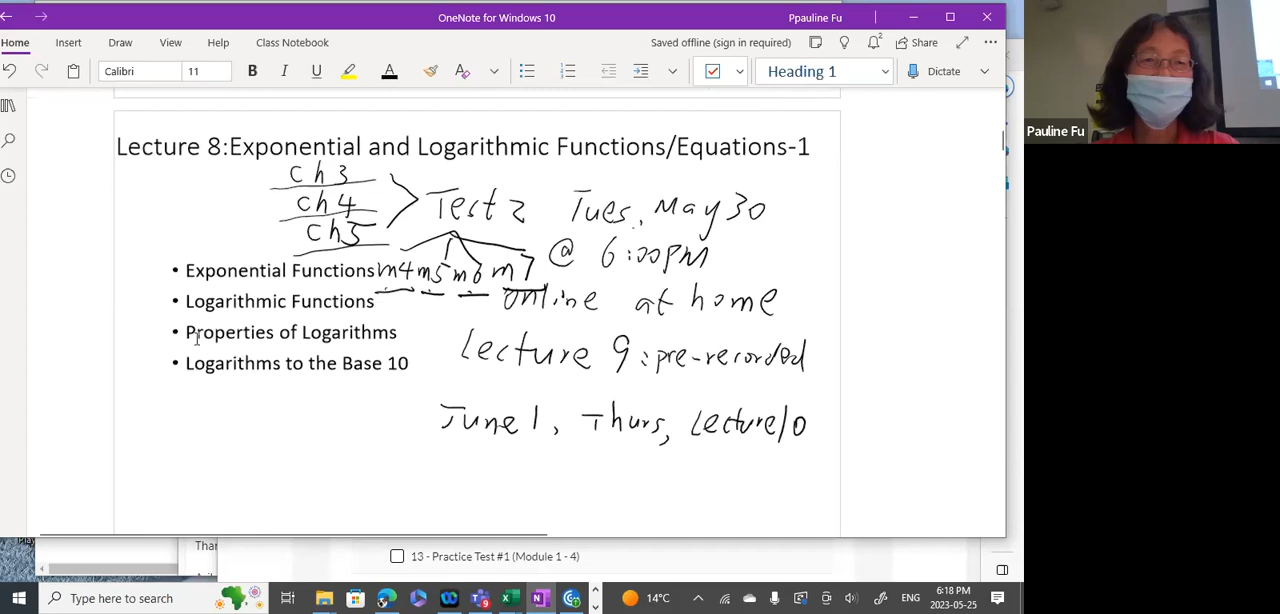 OneNote for Windows 10
Ppauline Fu
Home Insert Draw View Help Class Notebook
Saved offline (sign in required)
Share
Calibri 11
B I U A A
Heading 1
Dictate
Pauline Fu
Lecture 8:Exponential and Logarithmic Functions/Equations-1
Ch3
Ch4
Ch5
Test 2 Tues, May 30
@ 6:00PM
• Exponential Functions
m4 m5 m6 m7
• Logarithmic Functions
online at home
• Properties of Logarithms
Lecture 9: pre-recorded
• Logarithms to the Base 10
June 1, Thurs, Lecture 10
13 - Practice Test #1 (Module 1 - 4)
Type here to search
14°C
ENG
6:18 PM
2023-05-25